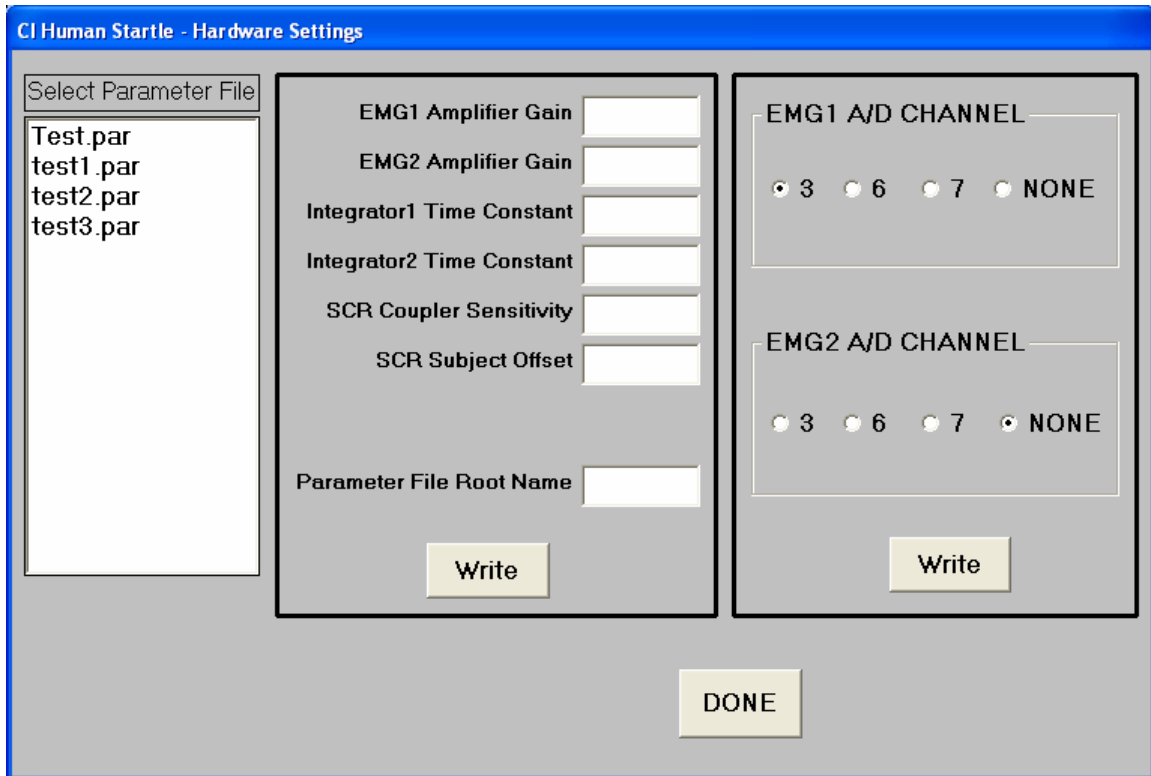 CI Human Startle - Hardware Settings
Select Parameter File
Test.par
test1.par
test2.par
test3.par
EMG1 Amplifier Gain
EMG2 Amplifier Gain
Integrator1 Time Constant
Integrator2 Time Constant
SCR Coupler Sensitivity
SCR Subject Offset
Parameter File Root Name
Write
EMG1 A/D CHANNEL
3 6 7 NONE
EMG2 A/D CHANNEL
3 6 7 NONE
Write
DONE